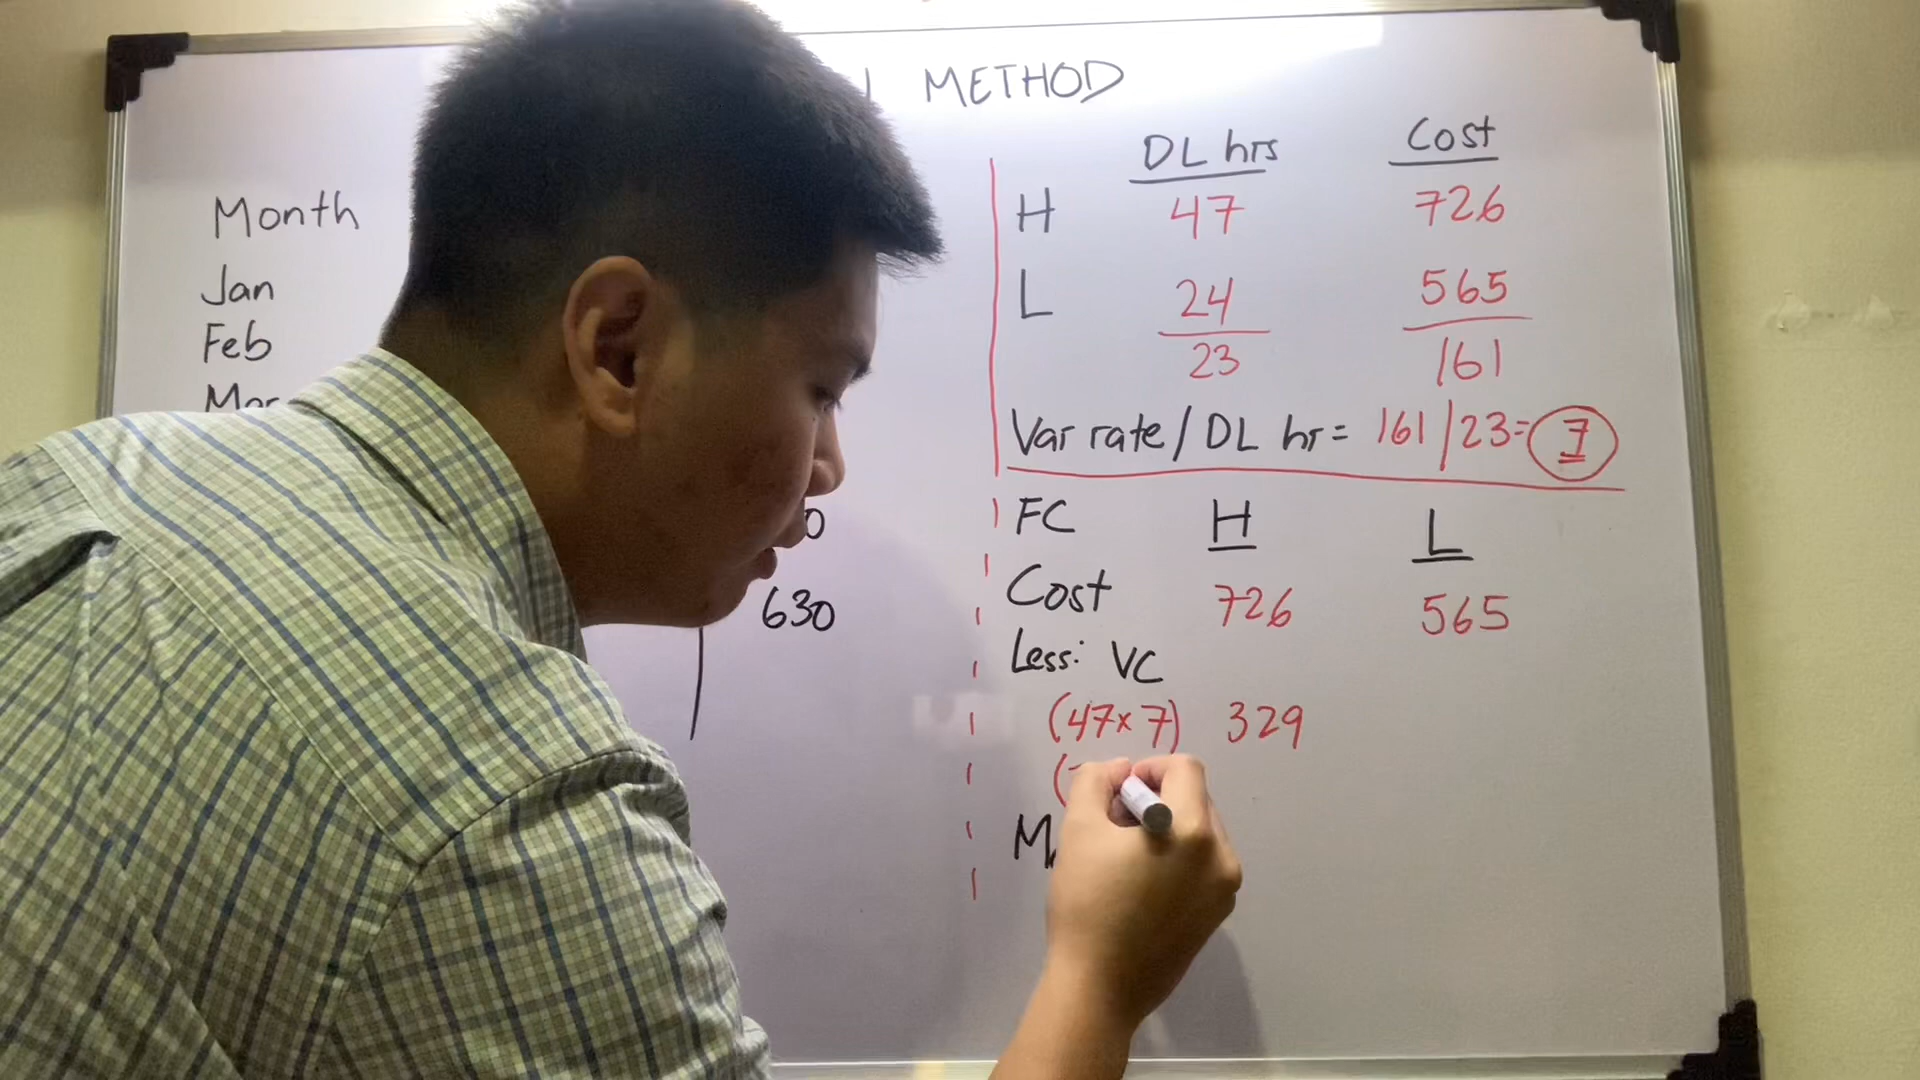 METHOD
Month
Jan
Feb
Mar
630
DL hrs Cost
H 47 726
L 24 565
23 161
Var rate/DL hr = 161/23= 7
FC H L
Cost 726 565
Less: VC
(47x7) 329
(
M